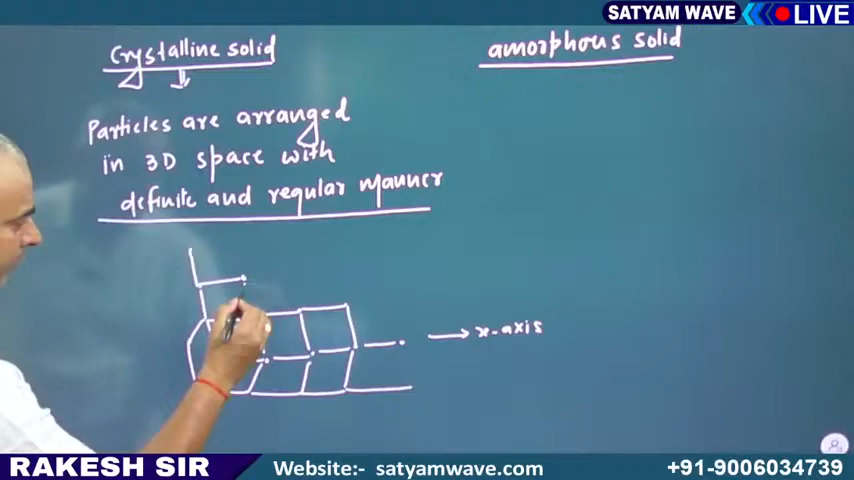 SATYAM WAVE LIVE
Crystalline solid
amorphous solid
Particles are arranged
in 3D space with
definite and regular manner
x-axis
RAKESH SIR
Website:- satyamwave.com
+91-9006034739